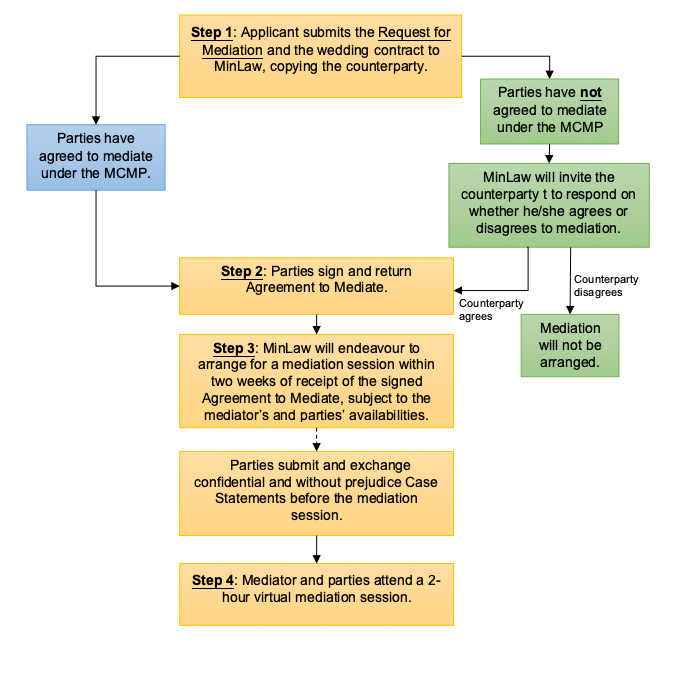 Step 1: Applicant submits the Request for
Mediation and the wedding contract to
MinLaw, copying the counterparty.
Parties have
agreed to mediate
under the MCMP.
Parties have not
agreed to mediate
under the MCMP
MinLaw will invite the
counterparty t to respond on
whether he/she agrees or
disagrees to mediation.
Step 2: Parties sign and return
Agreement to Mediate.
Counterparty
agrees
Counterparty
disagrees
Mediation
will not be
arranged.
Step 3: MinLaw will endeavour to
arrange for a mediation session within
two weeks of receipt of the signed
Agreement to Mediate, subject to the
mediator’s and parties’ availabilities.
Parties submit and exchange
confidential and without prejudice Case
Statements before the mediation
session.
Step 4: Mediator and parties attend a 2-
hour virtual mediation session.